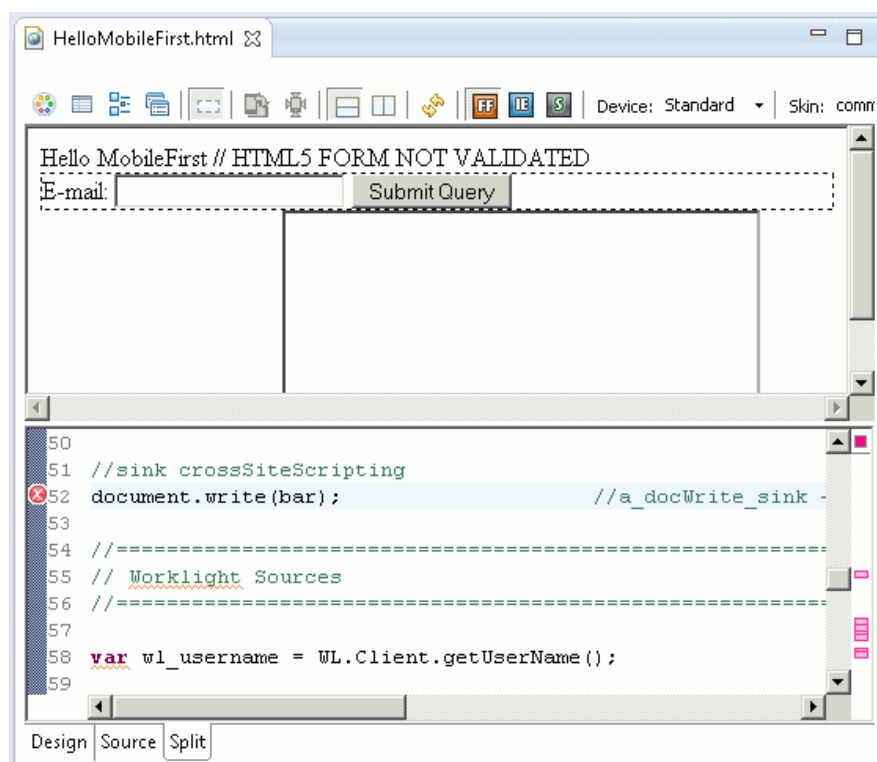 HelloMobileFirst.html
FF IE S Device: Standard Skin: comm
Hello MobileFirst // HTML5 FORM NOT VALIDATED
E-mail: Submit Query
50
51 //sink crossSiteScripting
52 document.write(bar); //a_docWrite_sink -
53
54 //=========================================================
55 // Worklight Sources
56 //=========================================================
57
58 var wl_username = WL.Client.getUserName();
59
Design Source Split